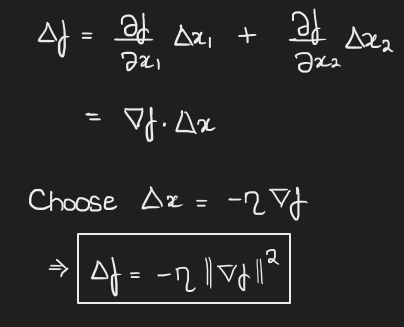 Δf = ∂f/∂x₁ Δx₁ + ∂f/∂x₂ Δx₂
= ∇f · Δx
Choose Δx = -η∇f
⇒ Δf = -η ‖∇f‖²